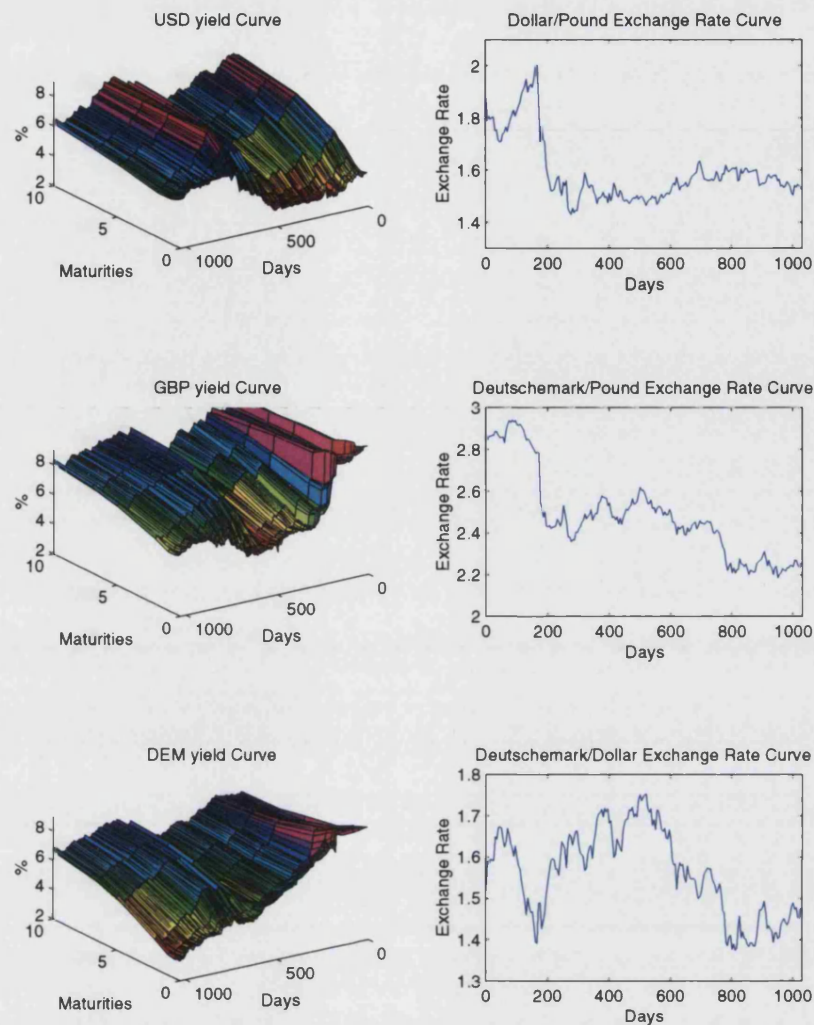 USD yield Curve
8
6
4
2
%
10
5
0
Maturities
1000
500
0
Days
Dollar/Pound Exchange Rate Curve
2
1.8
1.6
1.4
Exchange Rate
0 200 400 600 800 1000
Days
GBP yield Curve
8
6
4
2
%
10
5
0
Maturities
1000
500
0
Days
Deutschemark/Pound Exchange Rate Curve
3
2.8
2.6
2.4
2.2
2
Exchange Rate
0 200 400 600 800 1000
Days
DEM yield Curve
8
6
4
2
%
10
5
0
Maturities
1000
500
0
Days
Deutschemark/Dollar Exchange Rate Curve
1.8
1.7
1.6
1.5
1.4
1.3
Exchange Rate
0 200 400 600 800 1000
Days